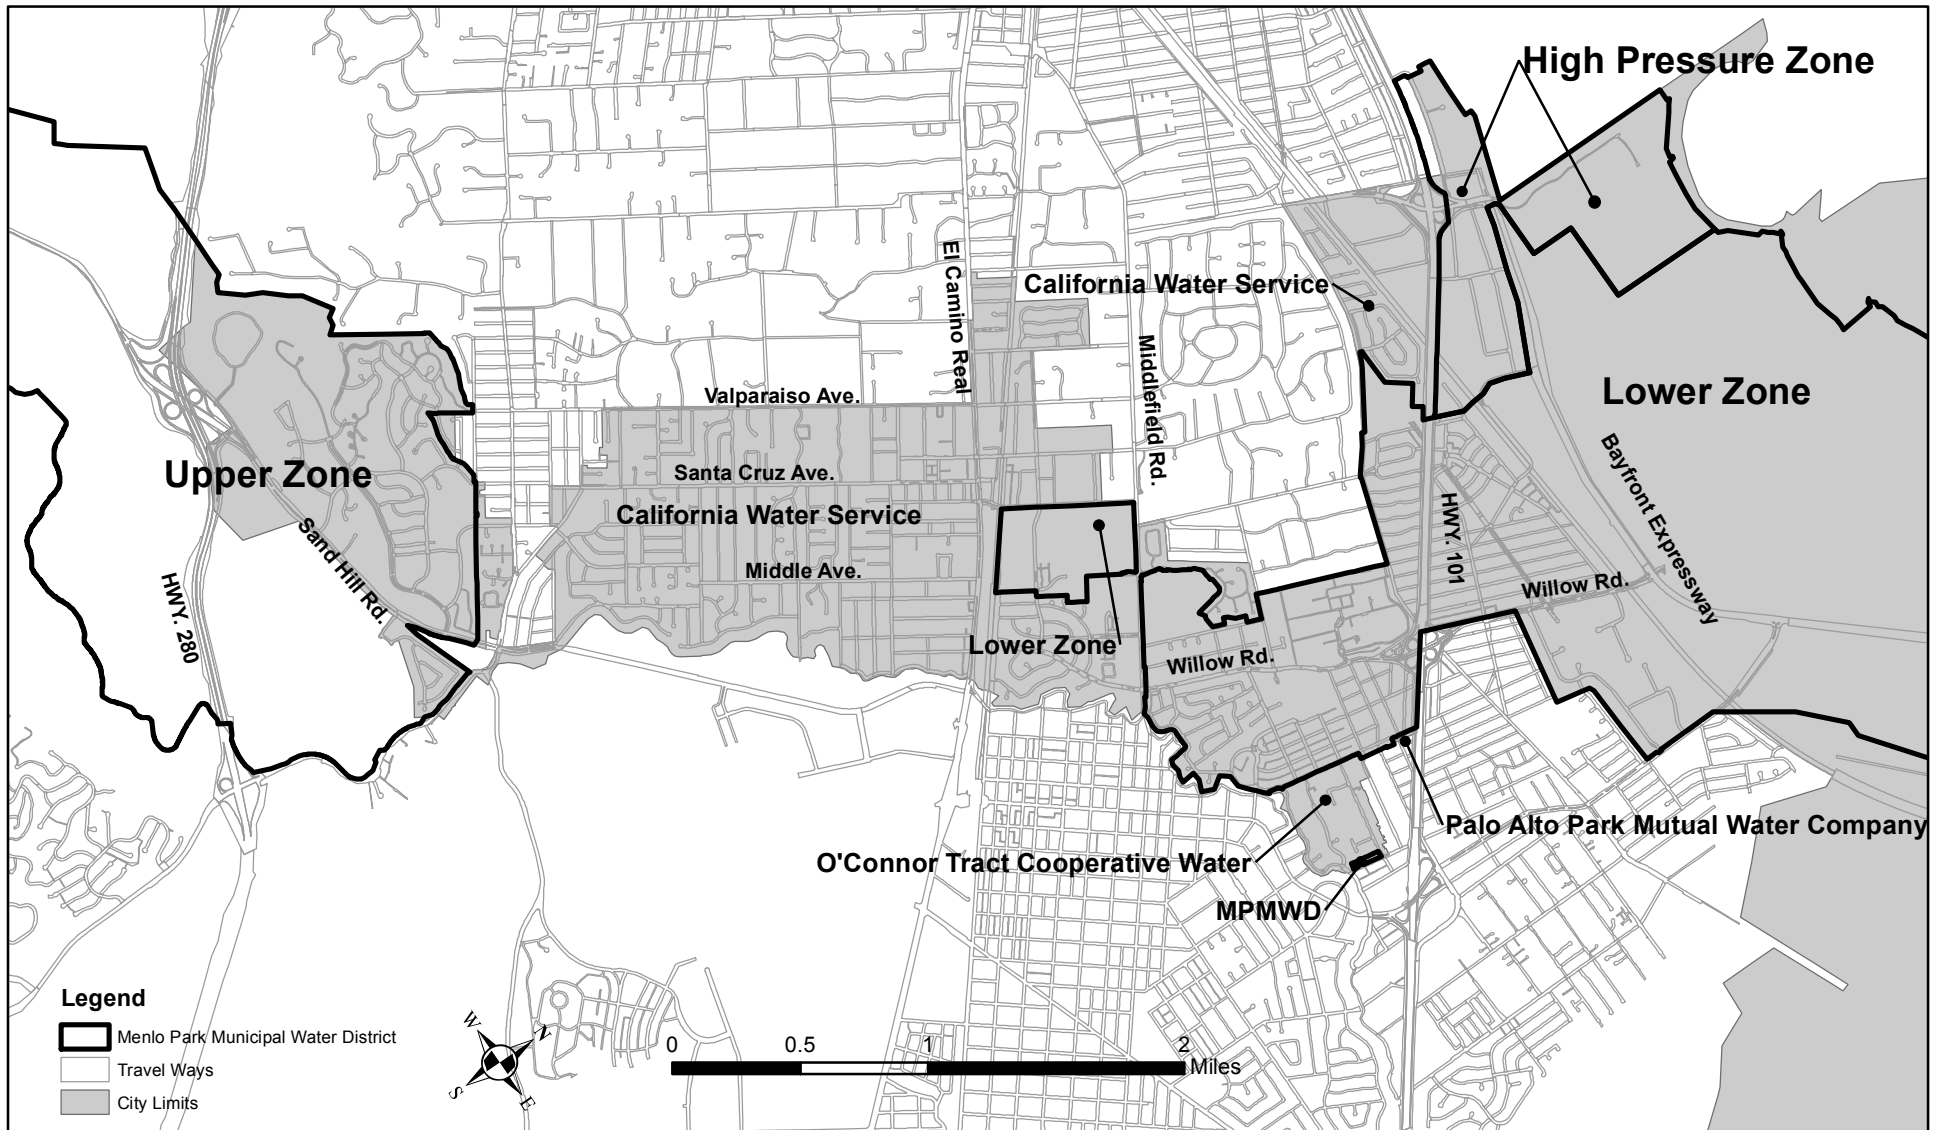 High Pressure Zone
El Camino Real
California Water Service
Middlefield Rd.
Valparaiso Ave.
Lower Zone
Upper Zone
Santa Cruz Ave.
Bayfront Expressway
California Water Service
HWY. 101
Sand Hill Rd.
Middle Ave.
Willow Rd.
HWY. 280
Lower Zone
Willow Rd.
Palo Alto Park Mutual Water Company
O'Connor Tract Cooperative Water
MPMWD
Legend
Menlo Park Municipal Water District
Travel Ways
City Limits
W
N
S
E
0 0.5 1 2
Miles